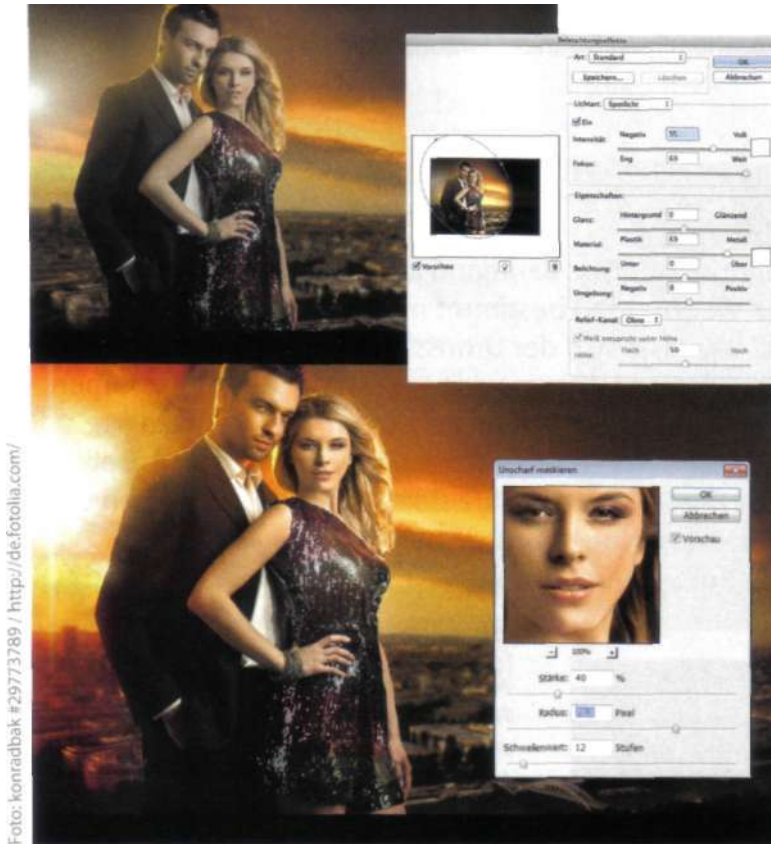 Beleuchtungseffekte
Art: Standard
OK
Speichern... Löschen Abbrechen
Lichtart: Spotlicht
Ein
Intensität: Negativ 35 Voll
Fokus: Eng 69 Weit
Eigenschaften:
Glanz: Hintergrund 0 Glänzend
Material: Plastik 69 Metall
Belichtung: Unter 0 Über
Umgebung: Negativ 8 Positiv
Vorschau
Relief-Kanal: Ohne
Weiß entspricht voller Höhe
Höhe: Flach 50 Hoch
Unscharf maskieren
OK
Abbrechen
Vorschau
- 100% +
Stärke: 40 %
Radius: Pixel
Schwellenwert: 12 Stufen
Foto: konradbak #29773789 / http://de.fotolia.com/